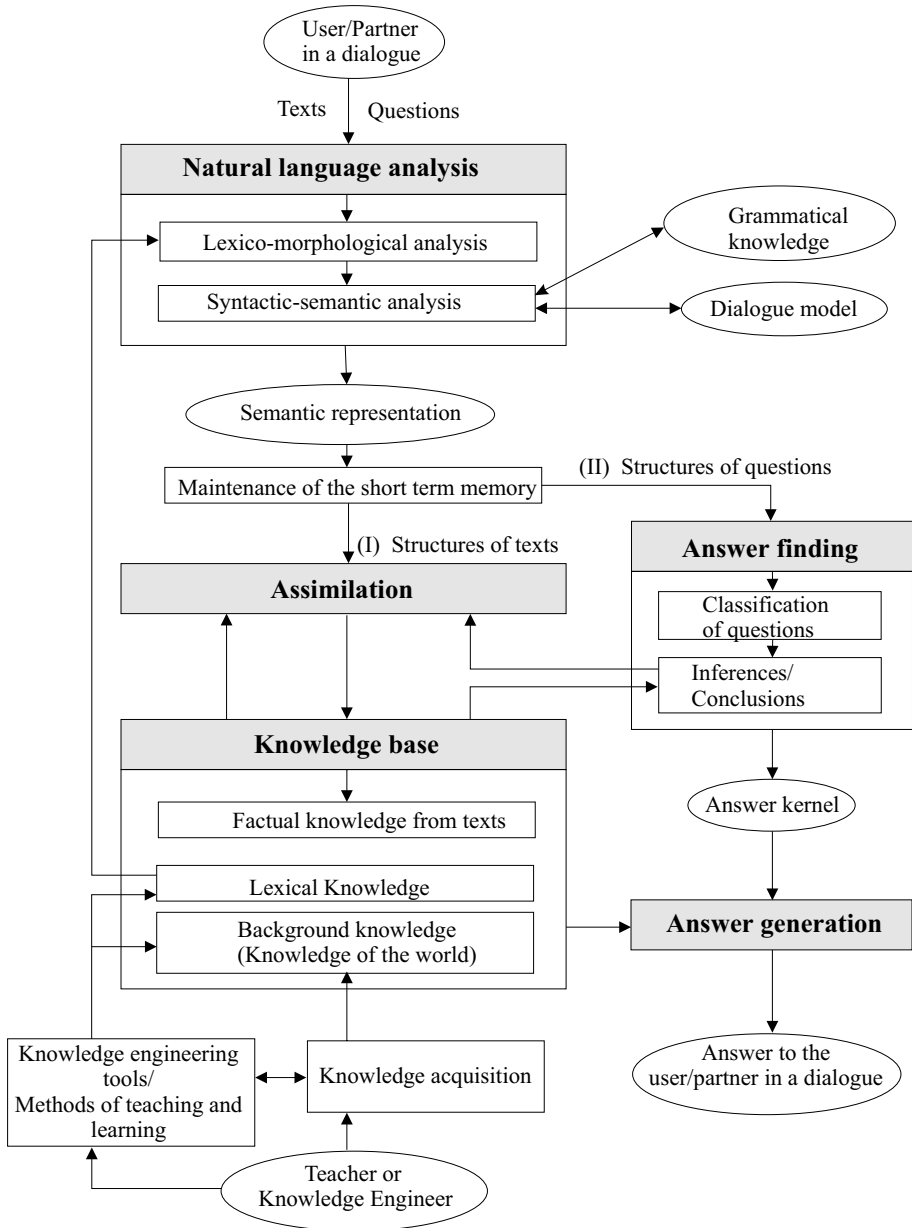 User/Partner
in a dialogue
Texts
Questions
Natural language analysis
Lexico-morphological analysis
Grammatical
knowledge
Syntactic-semantic analysis
Dialogue model
Semantic representation
(II) Structures of questions
Maintenance of the short term memory
(I) Structures of texts
Answer finding
Assimilation
Classification
of questions
Inferences/
Conclusions
Knowledge base
Answer kernel
Factual knowledge from texts
Lexical Knowledge
Background knowledge
(Knowledge of the world)
Answer generation
Knowledge engineering
tools/
Methods of teaching and
learning
Knowledge acquisition
Answer to the
user/partner in a dialogue
Teacher or
Knowledge Engineer